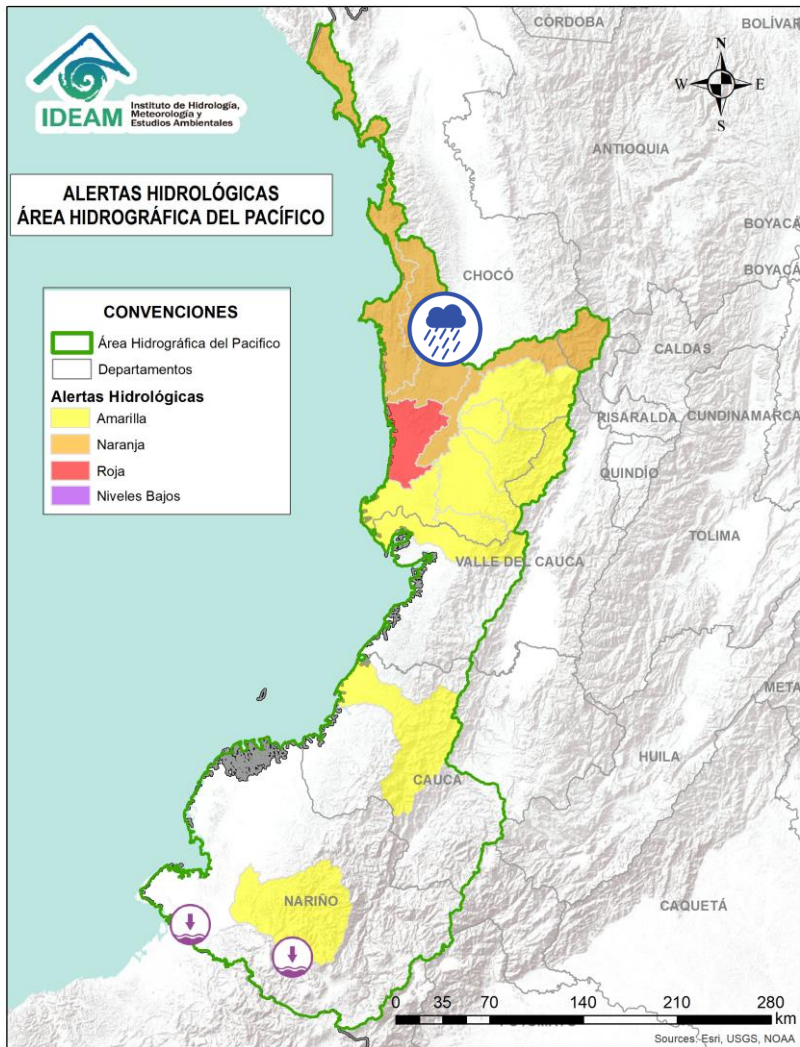 IDEAM
Instituto de Hidrología,
Meteorología y
Estudios Ambientales
CÓRDOBA
BOLÍVAR
N
W
E
S
ANTIOQUIA
ALERTAS HIDROLÓGICAS
ÁREA HIDROGRÁFICA DEL PACÍFICO
BOYACÁ
BOYACÁ
CHOCÓ
CONVENCIONES
Área Hidrográfica del Pacifico
Departamentos
Alertas Hidrológicas
Amarilla
Naranja
Roja
Niveles Bajos
CALDAS
RISARALDA
CUNDINAMARCA
QUINDÍO
TOLIMA
VALLE DEL CAUCA
META
HUILA
CAUCA
NARIÑO
CAQUETÁ
0 35 70 140 210 280
km
Sources: Esri, USGS, NOAA